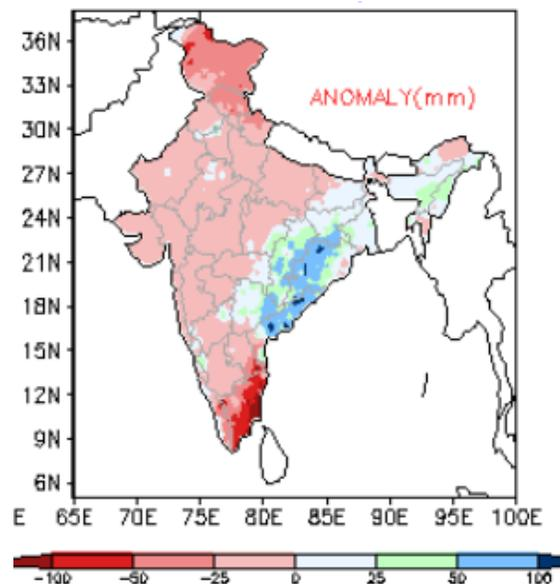 36N
ANOMALY(mm)
33N
30N
27N
24N
21N
18N
15N
12N
9N
6N
E 65E 70E 75E 80E 85E 90E 95E 100E
-100 -50 -25 0 25 50 100